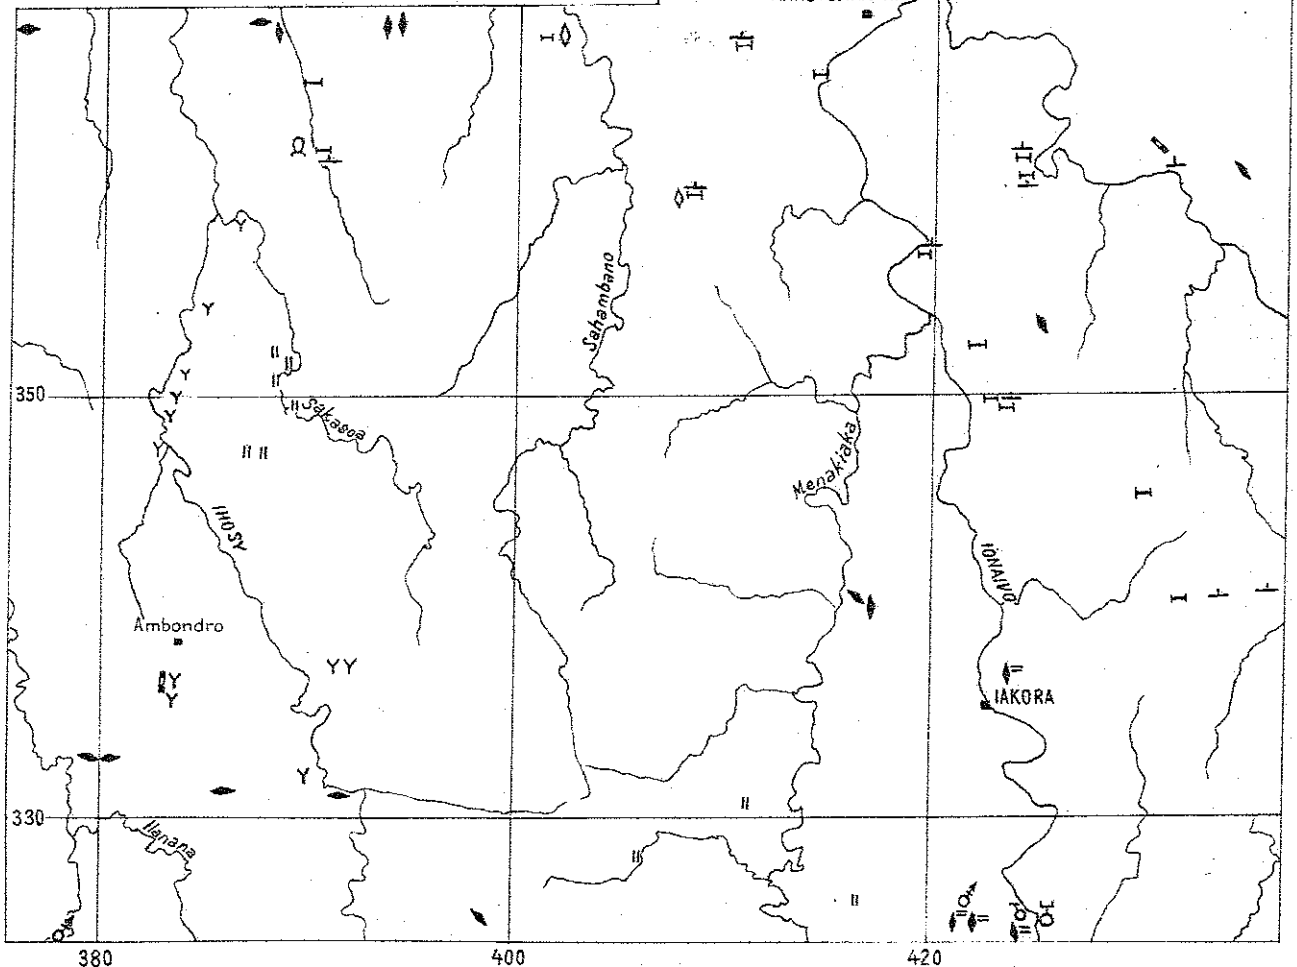 Sahambano
350
Sakasoa
Menakiaka
IHOSY
IONAIVO
Ambondro
IAKORA
330
Ilanana
380
400
420